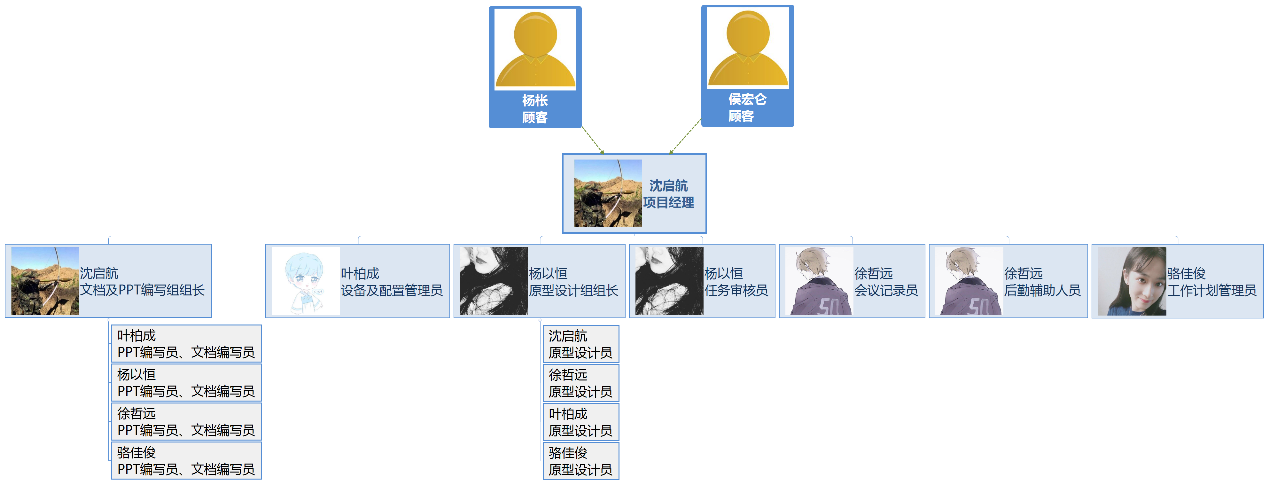 杨枨
顾客
侯宏仑
顾客
沈启航
项目经理
沈启航
文档及PPT编写组组长
叶柏成
设备及配置管理员
杨以恒
原型设计组组长
杨以恒
任务审核员
徐哲远
会议记录员
徐哲远
后勤辅助人员
骆佳俊
工作计划管理员
叶柏成
PPT编写员、文档编写员
杨以恒
PPT编写员、文档编写员
徐哲远
PPT编写员、文档编写员
骆佳俊
PPT编写员、文档编写员
沈启航
原型设计员
徐哲远
原型设计员
叶柏成
原型设计员
骆佳俊
原型设计员
50
50